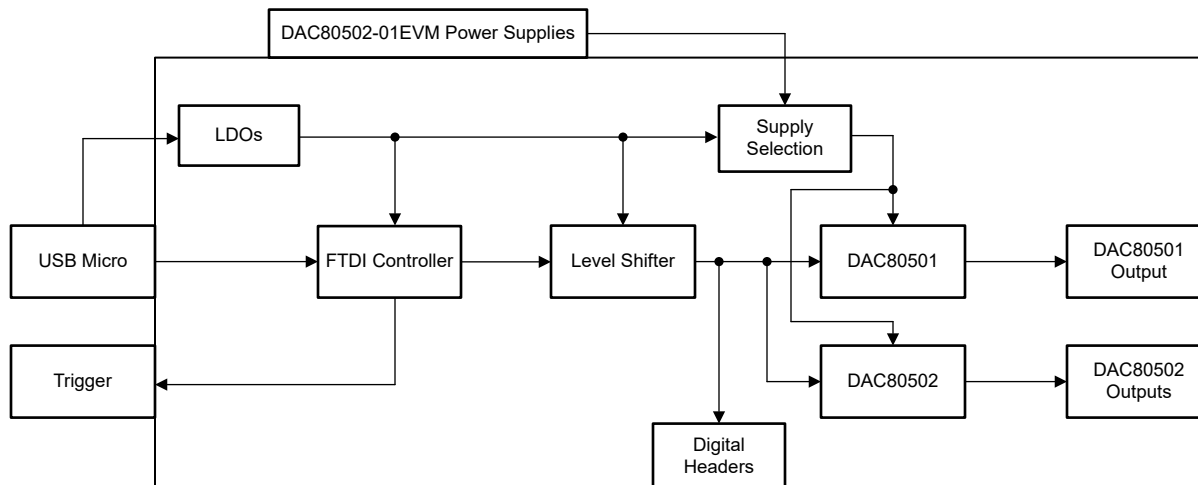 DAC80502-01EVM Power Supplies
LDOs
Supply
Selection
USB Micro
FTDI Controller
Level Shifter
DAC80501
DAC80501
Output
Trigger
DAC80502
DAC80502
Outputs
Digital
Headers